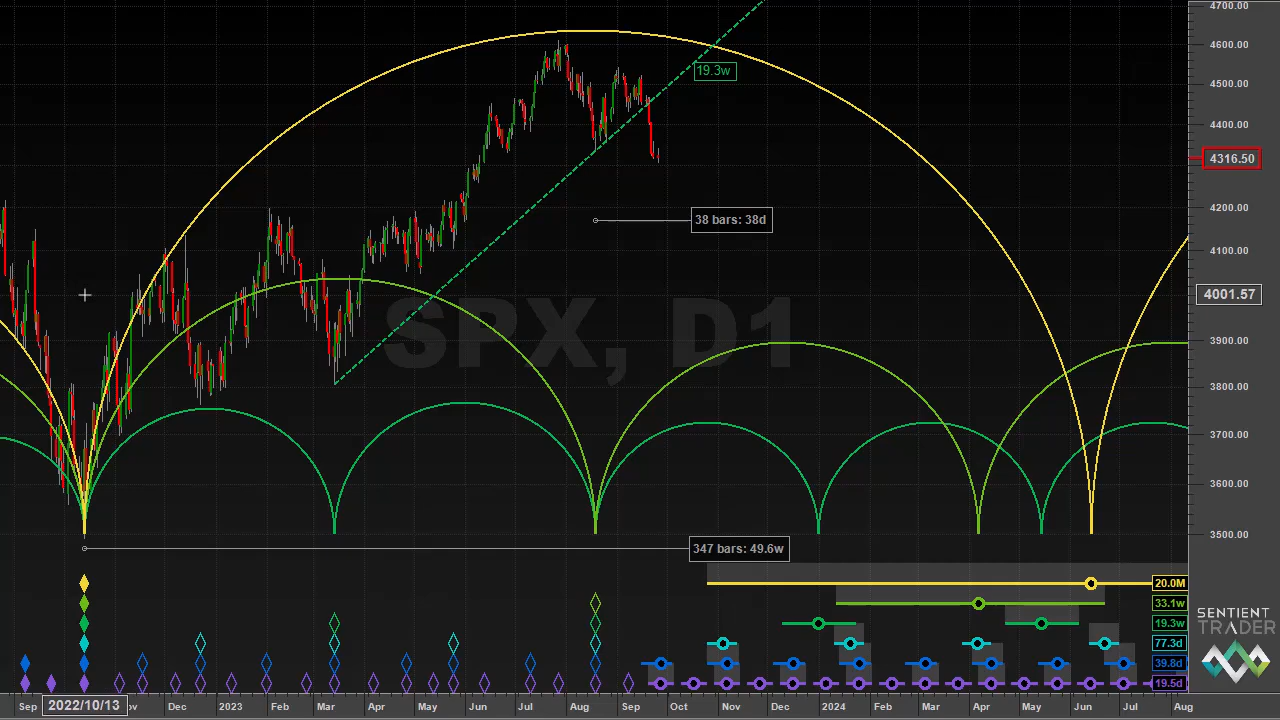 4700.00
4600.00
19.3w
4500.00
4400.00
4316.50
4200.00
38 bars: 38d
4100.00
4001.57
SPX, D1
3900.00
3800.00
3700.00
3600.00
3500.00
347 bars: 49.6w
20.0M
33.1w
19.3w
77.3d
39.8d
19.5d
SENTIENT
TRADER
Sep 2022/10/13 ov Dec 2023 Feb Mar Apr May Jun Jul Aug Sep Oct Nov Dec 2024 Feb Mar Apr May Jun Jul Aug